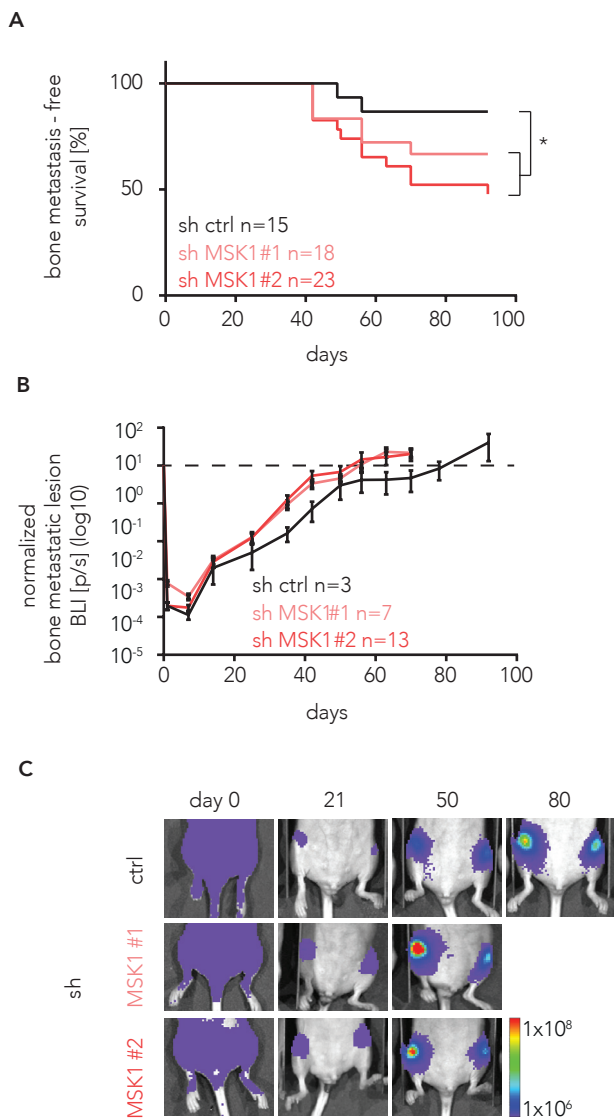 A
bone metastasis - free
survival [%]
100
50
0
sh ctrl n=15
sh MSK1#1 n=18
sh MSK1#2 n=23
*
0 20 40 60 80 100
days
B
normalized
bone metastatic lesion
BLI [p/s] (log10)
10²
10¹
10⁰
10⁻¹
10⁻²
10⁻³
10⁻⁴
10⁻⁵
sh ctrl n=3
sh MSK1#1 n=7
sh MSK1#2 n=13
0 20 40 60 80 100
days
C
day 0 21 50 80
ctrl
sh
MSK1 #1
MSK1 #2
1x10⁸
1x10⁶